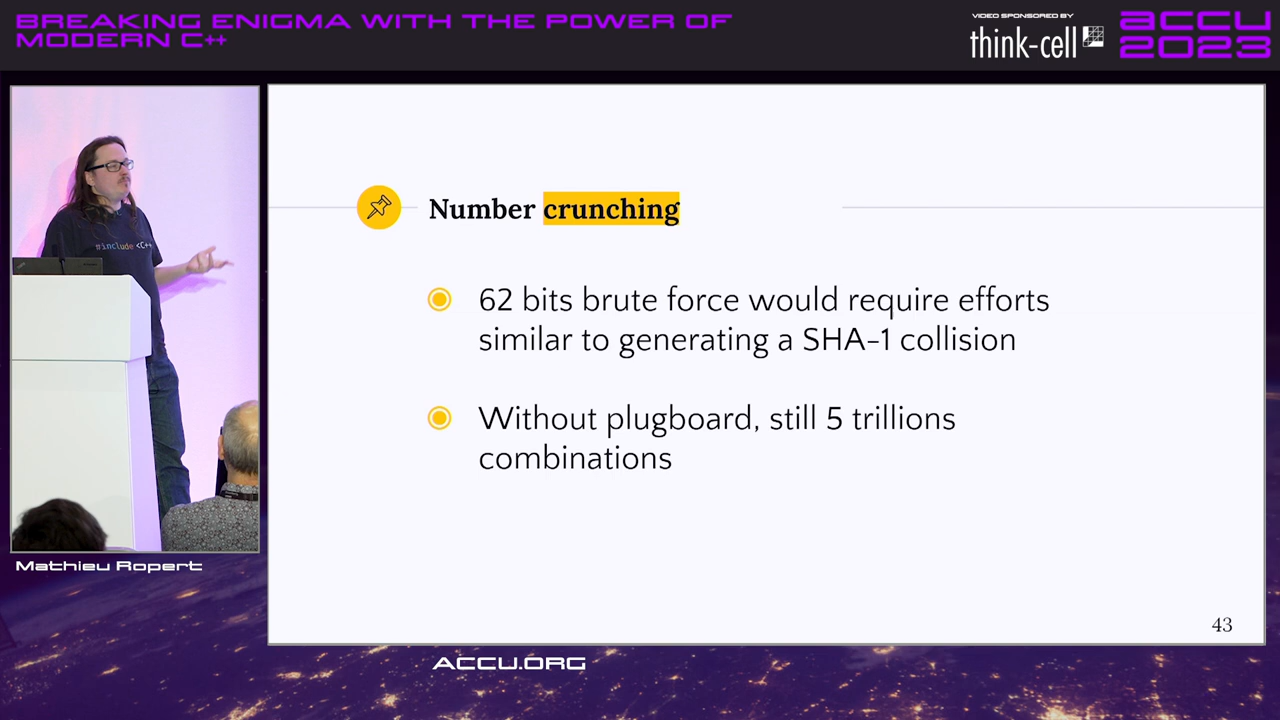 BREAKING ENIGMA WITH THE POWER OF
MODERN C++
VIDEO SPONSORED BY
think-cell
ACCU
2023
#include <C++
Number crunching
62 bits brute force would require efforts
similar to generating a SHA-1 collision
Without plugboard, still 5 trillions
combinations
43
Mathieu Ropert
ACCU.ORG